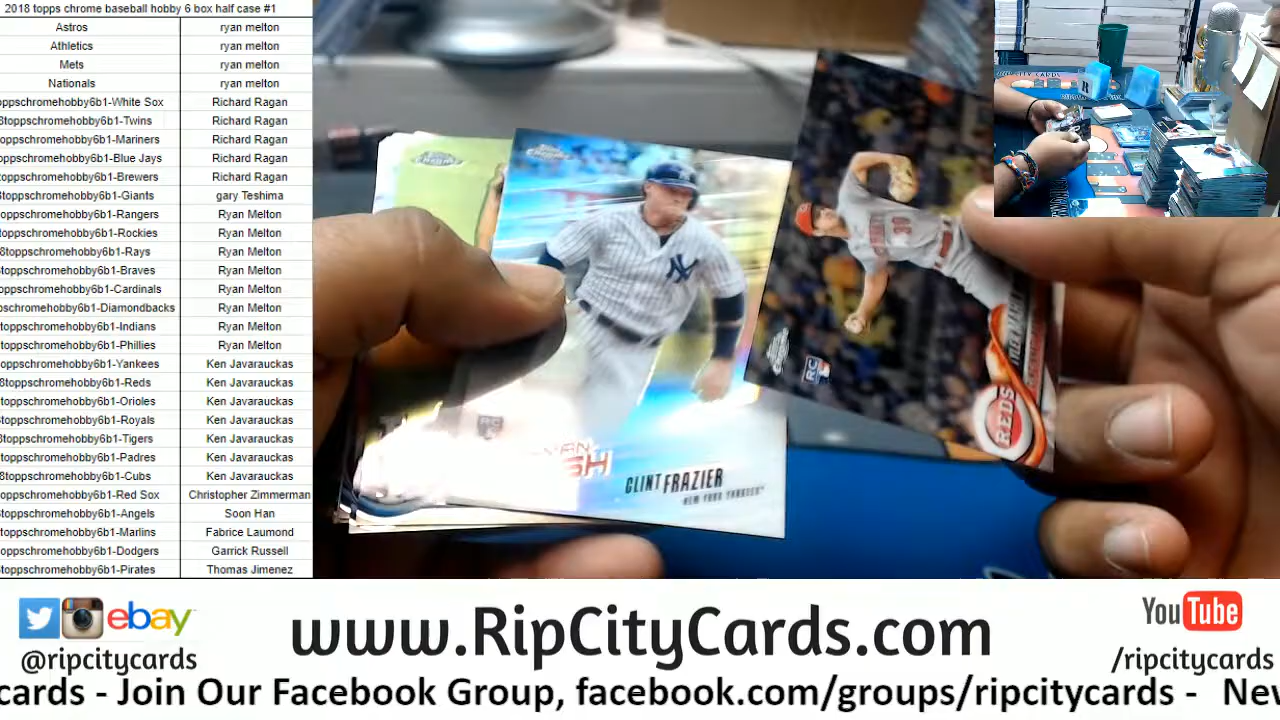 2018 topps chrome baseball hobby 6 box half case #1
Astros ryan melton
Athletics ryan melton
Mets ryan melton
Nationals ryan melton
oppschromehobby6b1-White Sox Richard Ragan
8toppschromehobby6b1-Twins Richard Ragan
toppschromehobby6b1-Mariners Richard Ragan
toppschromehobby6b1-Blue Jays Richard Ragan
toppschromehobby6b1-Brewers Richard Ragan
toppschromehobby6b1-Giants gary Teshima
toppschromehobby6b1-Rangers Ryan Melton
toppschromehobby6b1-Rockies Ryan Melton
8toppschromehobby6b1-Rays Ryan Melton
toppschromehobby6b1-Braves Ryan Melton
toppschromehobby6b1-Cardinals Ryan Melton
pschromehobby6b1-Diamondbacks Ryan Melton
toppschromehobby6b1-Indians Ryan Melton
toppschromehobby6b1-Phillies Ryan Melton
toppschromehobby6b1-Yankees Ken Javarauckas
8toppschromehobby6b1-Reds Ken Javarauckas
toppschromehobby6b1-Orioles Ken Javarauckas
toppschromehobby6b1-Royals Ken Javarauckas
8toppschromehobby6b1-Tigers Ken Javarauckas
toppschromehobby6b1-Padres Ken Javarauckas
8toppschromehobby6b1-Cubs Ken Javarauckas
toppschromehobby6b1-Red Sox Christopher Zimmerman
toppschromehobby6b1-Angels Soon Han
toppschromehobby6b1-Marlins Fabrice Laumond
oppschromehobby6b1-Dodgers Garrick Russell
toppschromehobby6b1-Pirates Thomas Jimenez
NY
CLINT FRAZIER
NEW YORK YANKEES
RC
RC
REDS
ebay
@ripcitycards
www.RipCityCards.com
YouTube
/ripcitycards
cards - Join Our Facebook Group, facebook.com/groups/ripcitycards - Nev